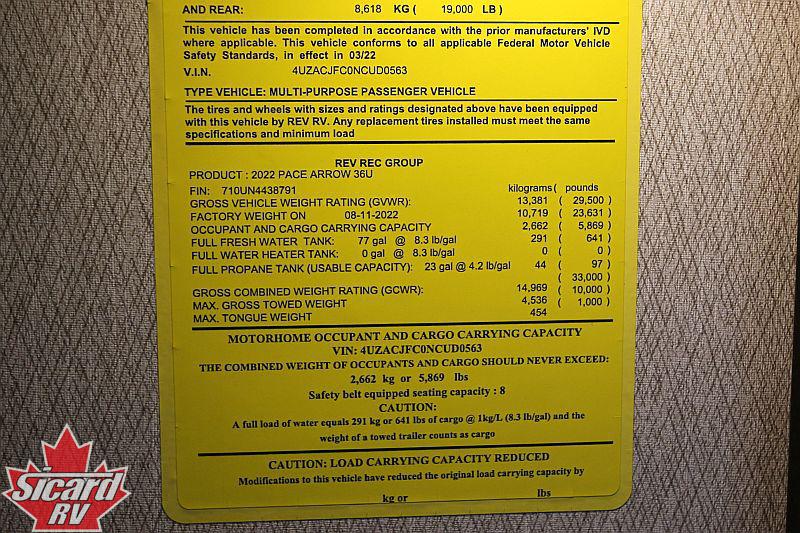 AND REAR: 8,618 KG ( 19,000 LB )
This vehicle has been completed in accordance with the prior manufacturers' IVD
where applicable. This vehicle conforms to all applicable Federal Motor Vehicle
Safety Standards, in effect in 03/22
V.I.N. 4UZACJFC0NCUD0563
TYPE VEHICLE: MULTI-PURPOSE PASSENGER VEHICLE
The tires and wheels with sizes and ratings designated above have been equipped
with this vehicle by REV RV. Any replacement tires installed must meet the same
specifications and minimum load
REV REC GROUP
PRODUCT : 2022 PACE ARROW 36U
FIN: 710UN4438791 kilograms ( pounds
GROSS VEHICLE WEIGHT RATING (GVWR): 13,381 ( 29,500 )
FACTORY WEIGHT ON 08-11-2022 10,719 ( 23,631 )
OCCUPANT AND CARGO CARRYING CAPACITY 2,662 ( 5,869 )
FULL FRESH WATER TANK: 77 gal @ 8.3 lb/gal 291 ( 641 )
FULL WATER HEATER TANK: 0 gal @ 8.3 lb/gal 0 ( 0 )
FULL PROPANE TANK (USABLE CAPACITY): 23 gal @ 4.2 lb/gal 44 ( 97 )
GROSS COMBINED WEIGHT RATING (GCWR): 14,969 ( 33,000 )
MAX. GROSS TOWED WEIGHT 4,536 ( 10,000 )
MAX. TONGUE WEIGHT 454 ( 1,000 )
MOTORHOME OCCUPANT AND CARGO CARRYING CAPACITY
VIN: 4UZACJFC0NCUD0563
THE COMBINED WEIGHT OF OCCUPANTS AND CARGO SHOULD NEVER EXCEED:
2,662 kg or 5,869 lbs
Safety belt equipped seating capacity : 8
CAUTION:
A full load of water equals 291 kg or 641 lbs of cargo @ 1kg/L (8.3 lb/gal) and the
weight of a towed trailer counts as cargo
CAUTION: LOAD CARRYING CAPACITY REDUCED
Modifications to this vehicle have reduced the original load carrying capacity by
kg or lbs
Sicard
RV